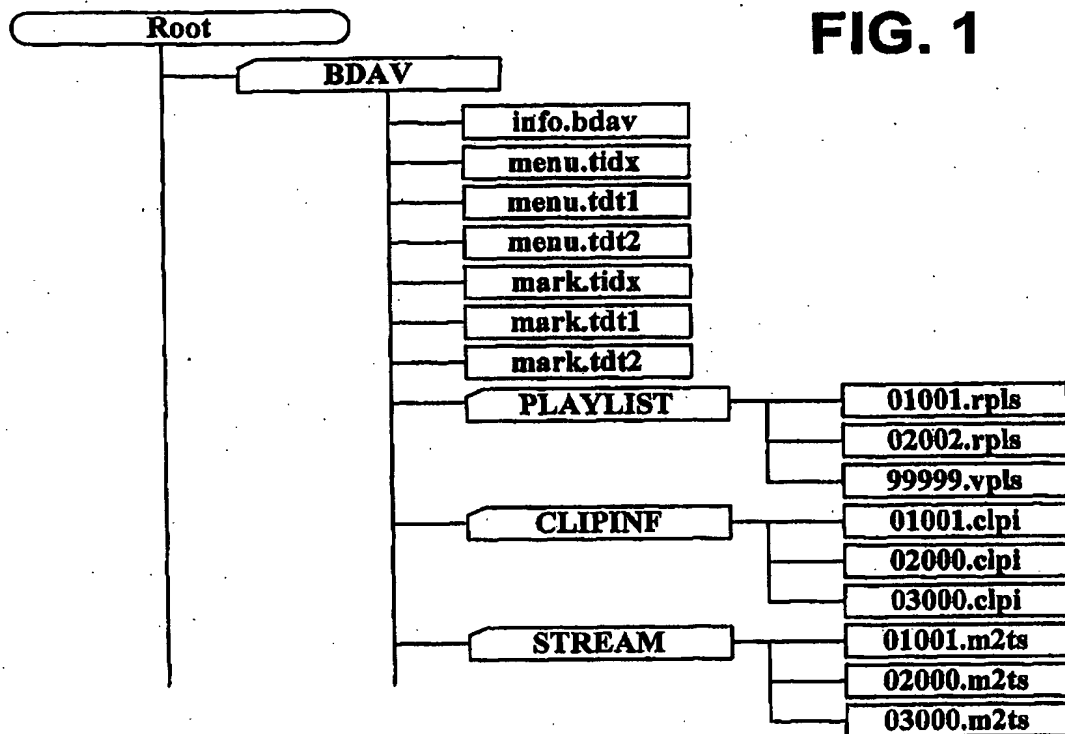 FIG. 1
Root
BDAV
info.bdav
menu.tidx
menu.tdt1
menu.tdt2
mark.tidx
mark.tdt1
mark.tdt2
PLAYLIST
01001.rpls
02002.rpls
99999.vpls
CLIPINF
01001.clpi
02000.clpi
03000.clpi
STREAM
01001.m2ts
02000.m2ts
03000.m2ts